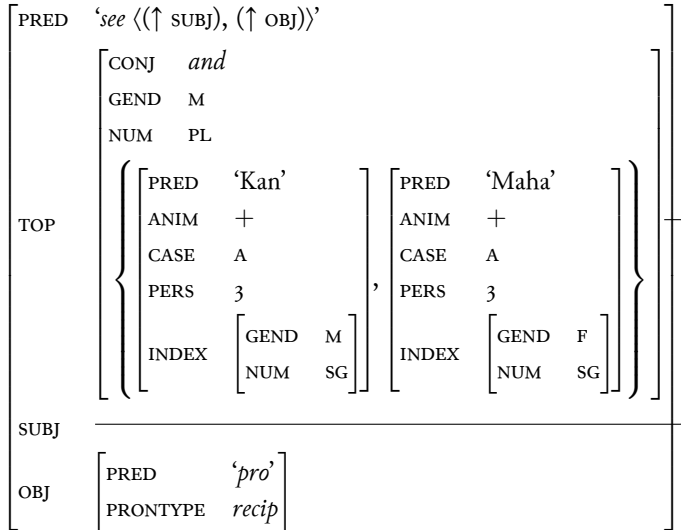 PRED ‘see ⟨(↑ SUBJ), (↑ OBJ)⟩’
CONJ and
GEND M
NUM PL
PRED ‘Kan’ PRED ‘Maha’
ANIM + ANIM +
TOP CASE A CASE A
PERS 3 , PERS 3
GEND M GEND F
INDEX INDEX
NUM SG NUM SG
SUBJ
PRED ‘pro’
OBJ
PRONTYPE recip